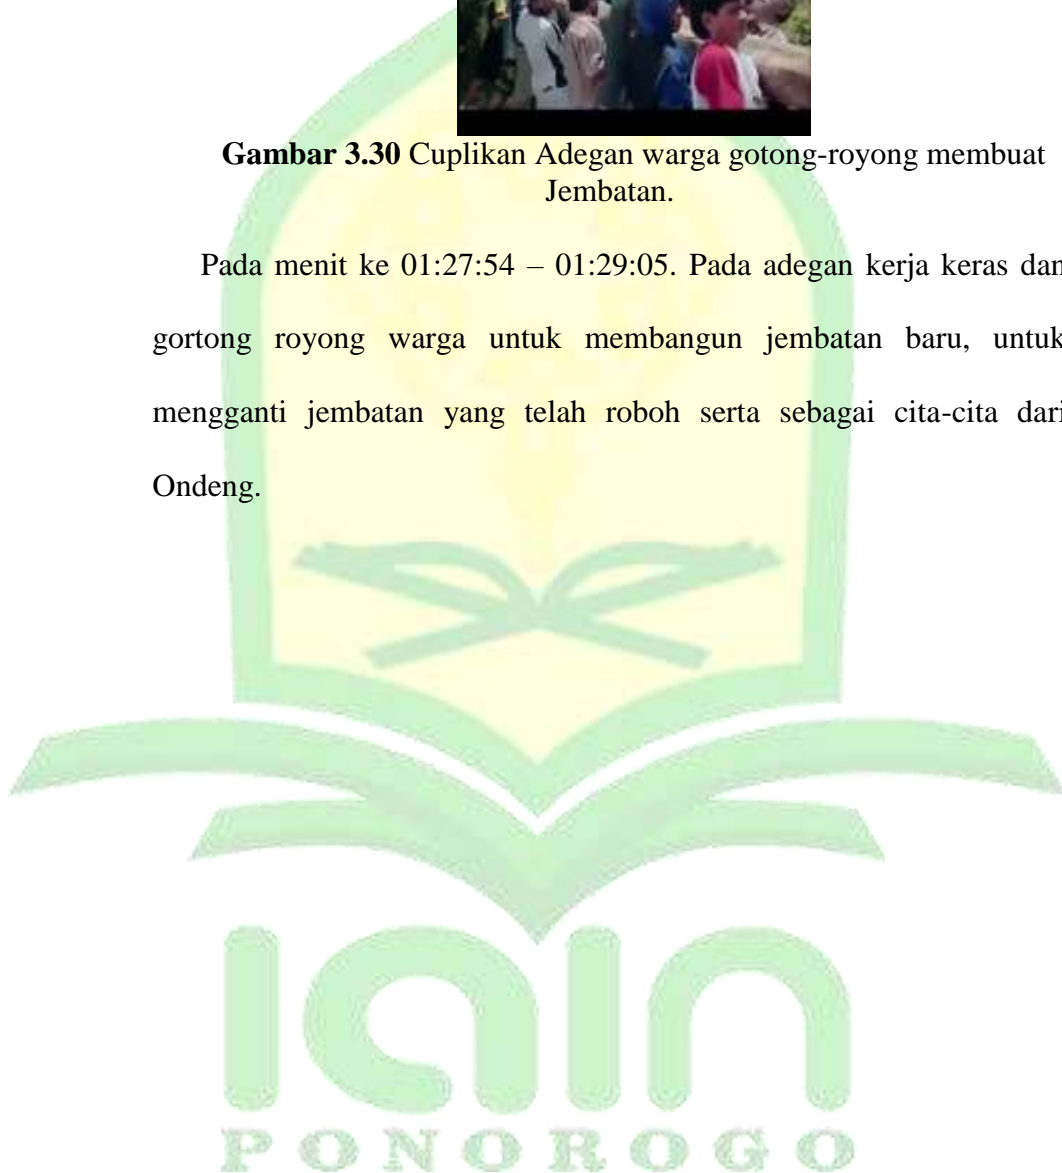 Gambar 3.30 Cuplikan Adegan warga gotong-royong membuat
Jembatan.
Pada menit ke 01:27:54 – 01:29:05. Pada adegan kerja keras dan
gortong royong warga untuk membangun jembatan baru, untuk
mengganti jembatan yang telah roboh serta sebagai cita-cita dari
Ondeng.
IAIN
PONOROGO